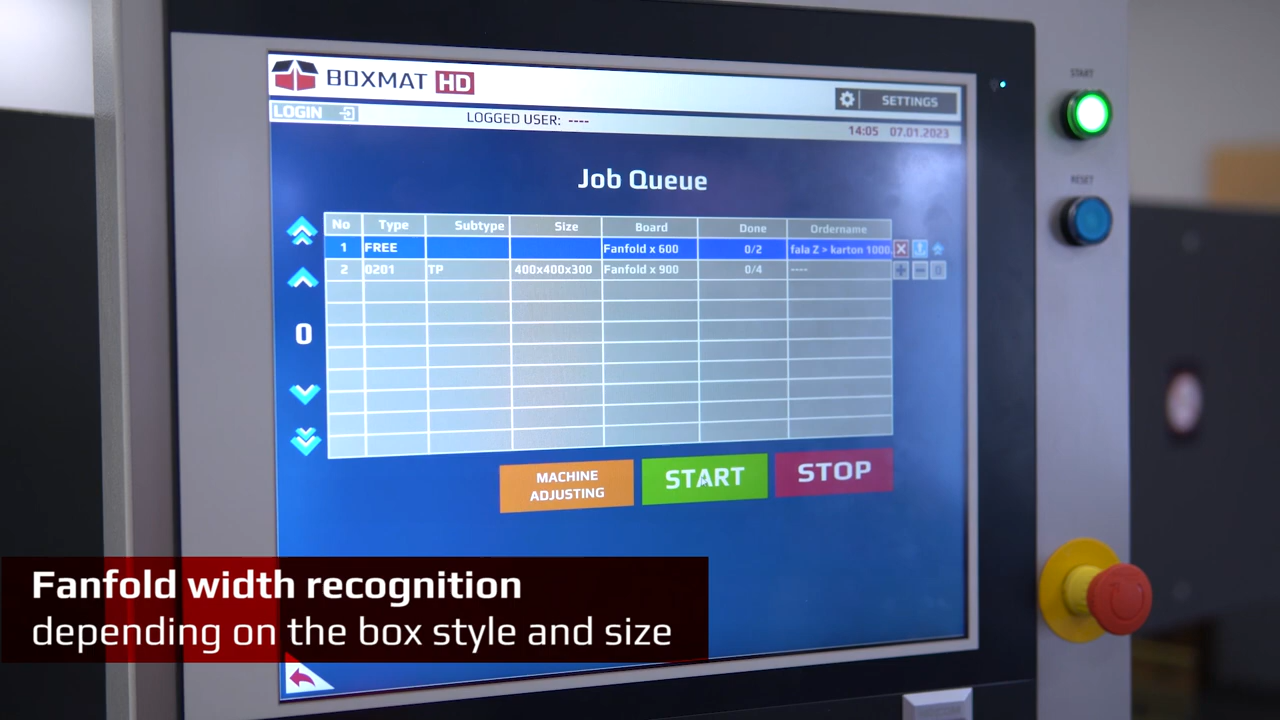 BOXMAT HD
SETTINGS
LOGIN
LOGGED USER: ----
14:05 07.01.2023
START
RESET
Job Queue
No Type Subtype Size Board Done Ordername
1 FREE Fanfold x 600 0/2 fala Z > karton 1000
2 0201 TP 400x400x300 Fanfold x 900 0/4 ----
0
MACHINE
ADJUSTING
START
STOP
Fanfold width recognition
depending on the box style and size